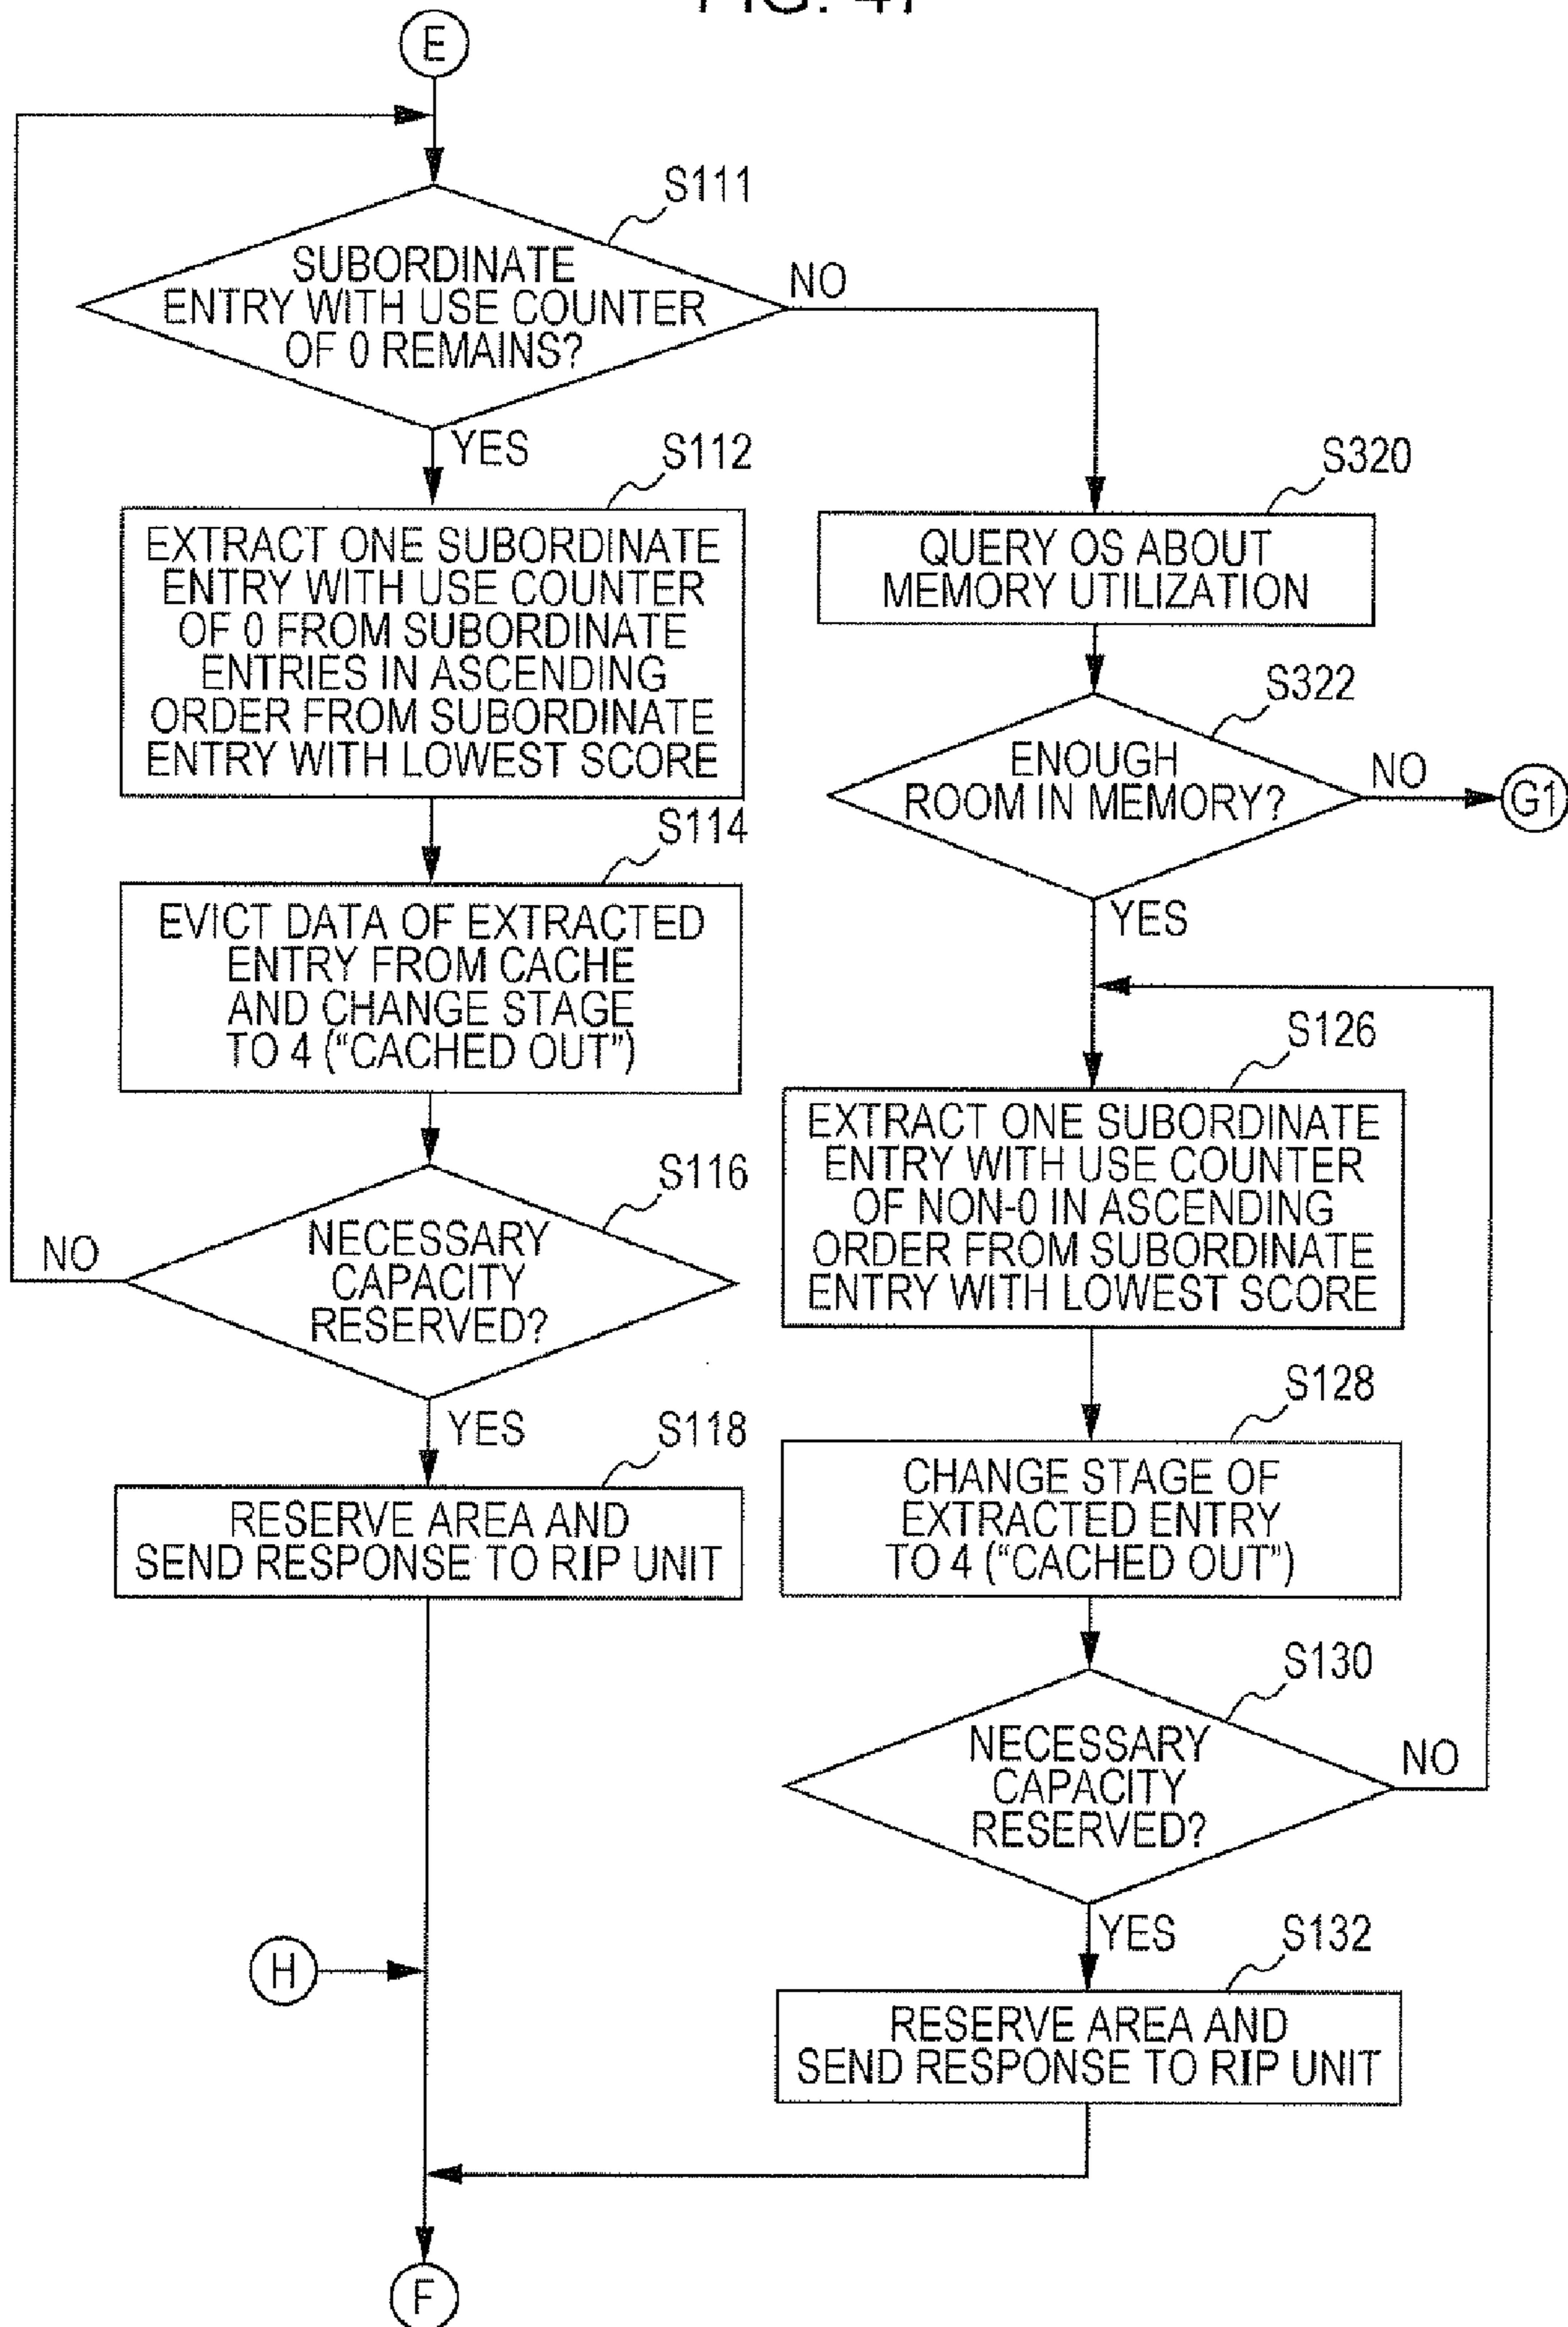 E
S111
SUBORDINATE
ENTRY WITH USE COUNTER
OF 0 REMAINS?
NO
YES
S112
EXTRACT ONE SUBORDINATE
ENTRY WITH USE COUNTER
OF 0 FROM SUBORDINATE
ENTRIES IN ASCENDING
ORDER FROM SUBORDINATE
ENTRY WITH LOWEST SCORE
S114
EVICT DATA OF EXTRACTED
ENTRY FROM CACHE
AND CHANGE STAGE
TO 4 (“CACHED OUT”)
S116
NECESSARY
CAPACITY
RESERVED?
NO
YES
S118
RESERVE AREA AND
SEND RESPONSE TO RIP UNIT
H
F
S320
QUERY OS ABOUT
MEMORY UTILIZATION
S322
ENOUGH
ROOM IN MEMORY?
NO
G1
YES
S126
EXTRACT ONE SUBORDINATE
ENTRY WITH USE COUNTER
OF NON-0 IN ASCENDING
ORDER FROM SUBORDINATE
ENTRY WITH LOWEST SCORE
S128
CHANGE STAGE OF
EXTRACTED ENTRY
TO 4 (“CACHED OUT”)
S130
NECESSARY
CAPACITY
RESERVED?
NO
YES
S132
RESERVE AREA AND
SEND RESPONSE TO RIP UNIT